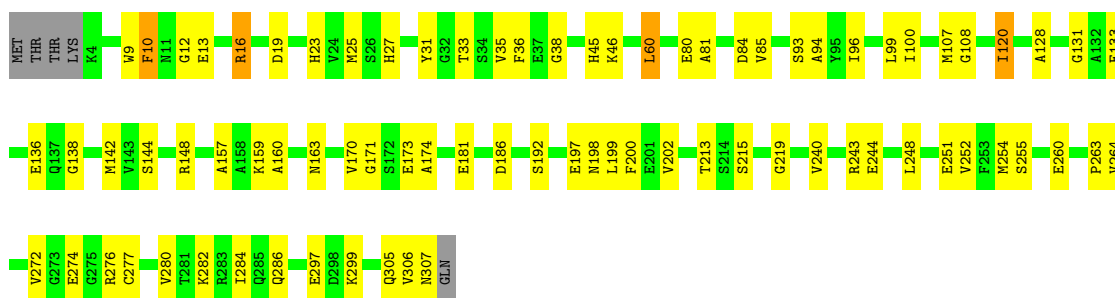 MET THR THR LYS K4 W9 F10 N11 G12 E13 R16 D19 H23 V24 M25 S26 H27 Y31 G32 T33 S34 V35 F36 E37 G38 H45 K46 L60 E80 A81 D84 V85 S93 A94 Y95 I96 L99 I100 M107 G108 I120 A128 G131 A132 E133
E136 Q137 G138 M142 V143 S144 R148 A157 A158 K159 A160 N163 V170 G171 S172 E173 A174 E181 D186 S192 E197 N198 L199 F200 E201 V202 T213 S214 S215 G219 V240 R243 E244 L248 E251 V252 F253 M254 S255 E260 P263 V264
V272 G273 E274 G275 R276 C277 V280 T281 K282 R283 I284 Q285 Q286 E297 D298 K299 Q305 V306 N307 GLN